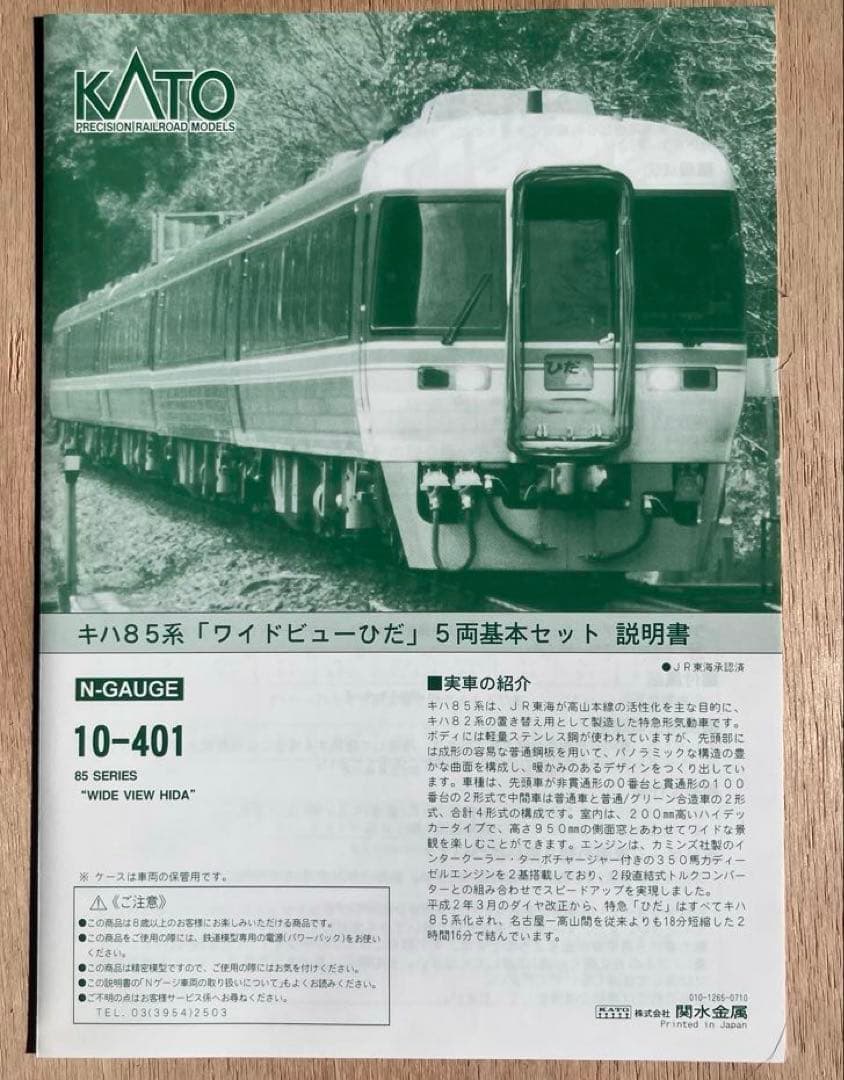 KATO
PRECISION RAILROAD MODELS
ひだ
キハ85系「ワイドビューひだ」5両基本セット 説明書
●JR東海承認済
N-GAUGE
10-401
85 SERIES
"WIDE VIEW HIDA"
■実車の紹介
キハ85系は、JR東海が高山本線の活性化を主な目的に、
キハ82系の置き替え用として製造した特急形気動車です。
ボディには軽量ステンレス鋼が使われていますが、先頭部に
は成形の容易な普通鋼板を用いて、パノラミックな構造の豊
かな曲面を構成し、暖かみのあるデザインをつくり出してい
ます。車種は、先頭車が非貫通形の0番台と貫通形の100
番台の2形式で中間車は普通車と普通/グリーン合造車の2形
式、合計4形式の構成です。室内は、200mm高いハイデッ
カータイプで、高さ950mmの側面窓とあわせてワイドな景
観を楽しむことができます。エンジンは、カミンズ社製のイ
ンタークーラー・ターボチャージャー付きの350馬力ディー
ゼルエンジンを2基搭載しており、2段直結式トルクコンバー
ターとの組み合わせでスピードアップを実現しました。
平成2年3月のダイヤ改正から、特急「ひだ」はすべてキハ
85系化され、名古屋ー高山間を従来よりも18分短縮した2
時間16分で結んでいます。
※ ケースは車両の保管用です。
⚠《ご注意》
●この商品は8歳以上のお客様にお楽しみいただける商品です。
●この商品をご使用の際には、鉄道模型専用の電源(パワーパック)をお使い
ください。
●この商品は精密模型ですので、ご使用の際にはお気を付けください。
●この説明書の「Nゲージ車両の取り扱いについて」もよくお読みください。
●ご不明の点はお客様サービス係へお尋ねください。
TEL. 03(3954)2503
010-1265-0710
KATO 株式会社 関水金属
Printed in Japan